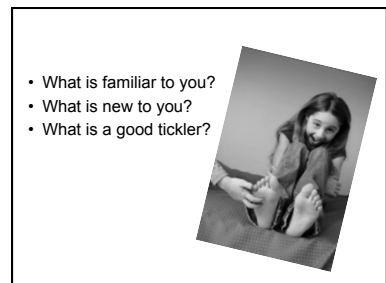 • What is familiar to you?
• What is new to you?
• What is a good tickler?